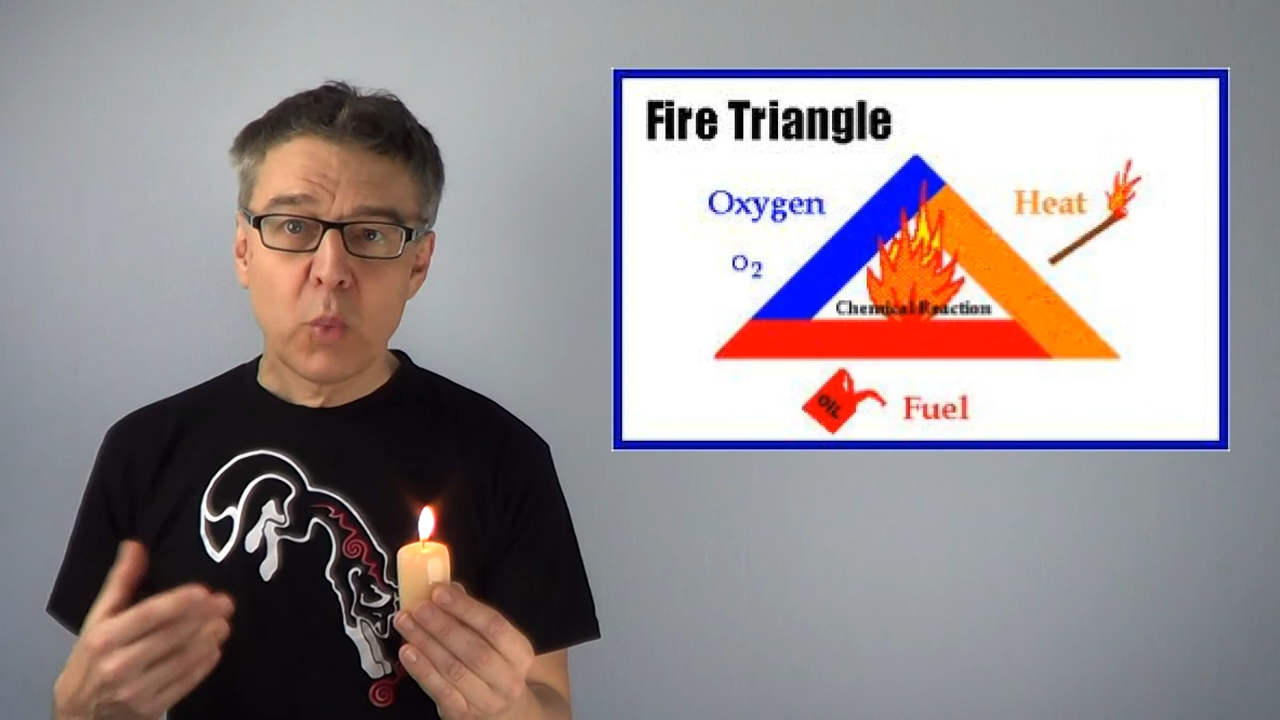 Fire Triangle
Oxygen
Heat
O2
Chemical Reaction
OIL
Fuel